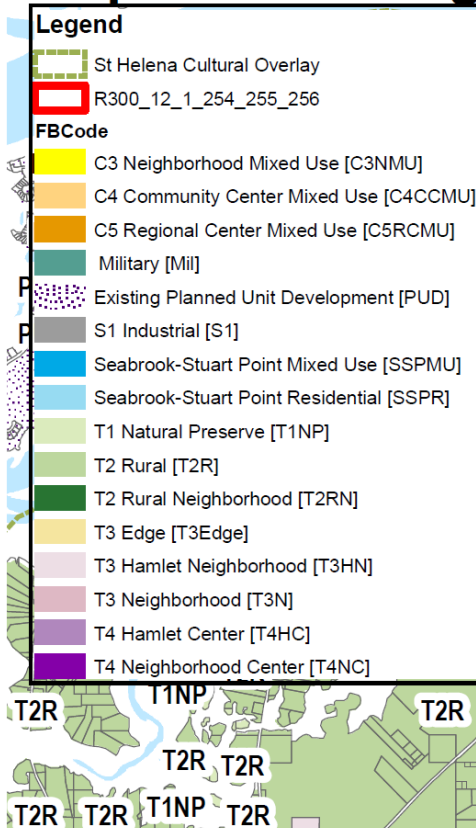 Legend
St Helena Cultural Overlay
R300_12_1_254_255_256
FBCode
C3 Neighborhood Mixed Use [C3NMU]
C4 Community Center Mixed Use [C4CCMU]
C5 Regional Center Mixed Use [C5RCMU]
Military [Mil]
P
Existing Planned Unit Development [PUD]
P
S1 Industrial [S1]
Seabrook-Stuart Point Mixed Use [SSPMU]
Seabrook-Stuart Point Residential [SSPR]
T1 Natural Preserve [T1NP]
T2 Rural [T2R]
T2 Rural Neighborhood [T2RN]
T3 Edge [T3Edge]
T3 Hamlet Neighborhood [T3HN]
T3 Neighborhood [T3N]
T4 Hamlet Center [T4HC]
T4 Neighborhood Center [T4NC]
T1NP
T2R T2R
T2R T2R
T2R T2R T1NP T2R